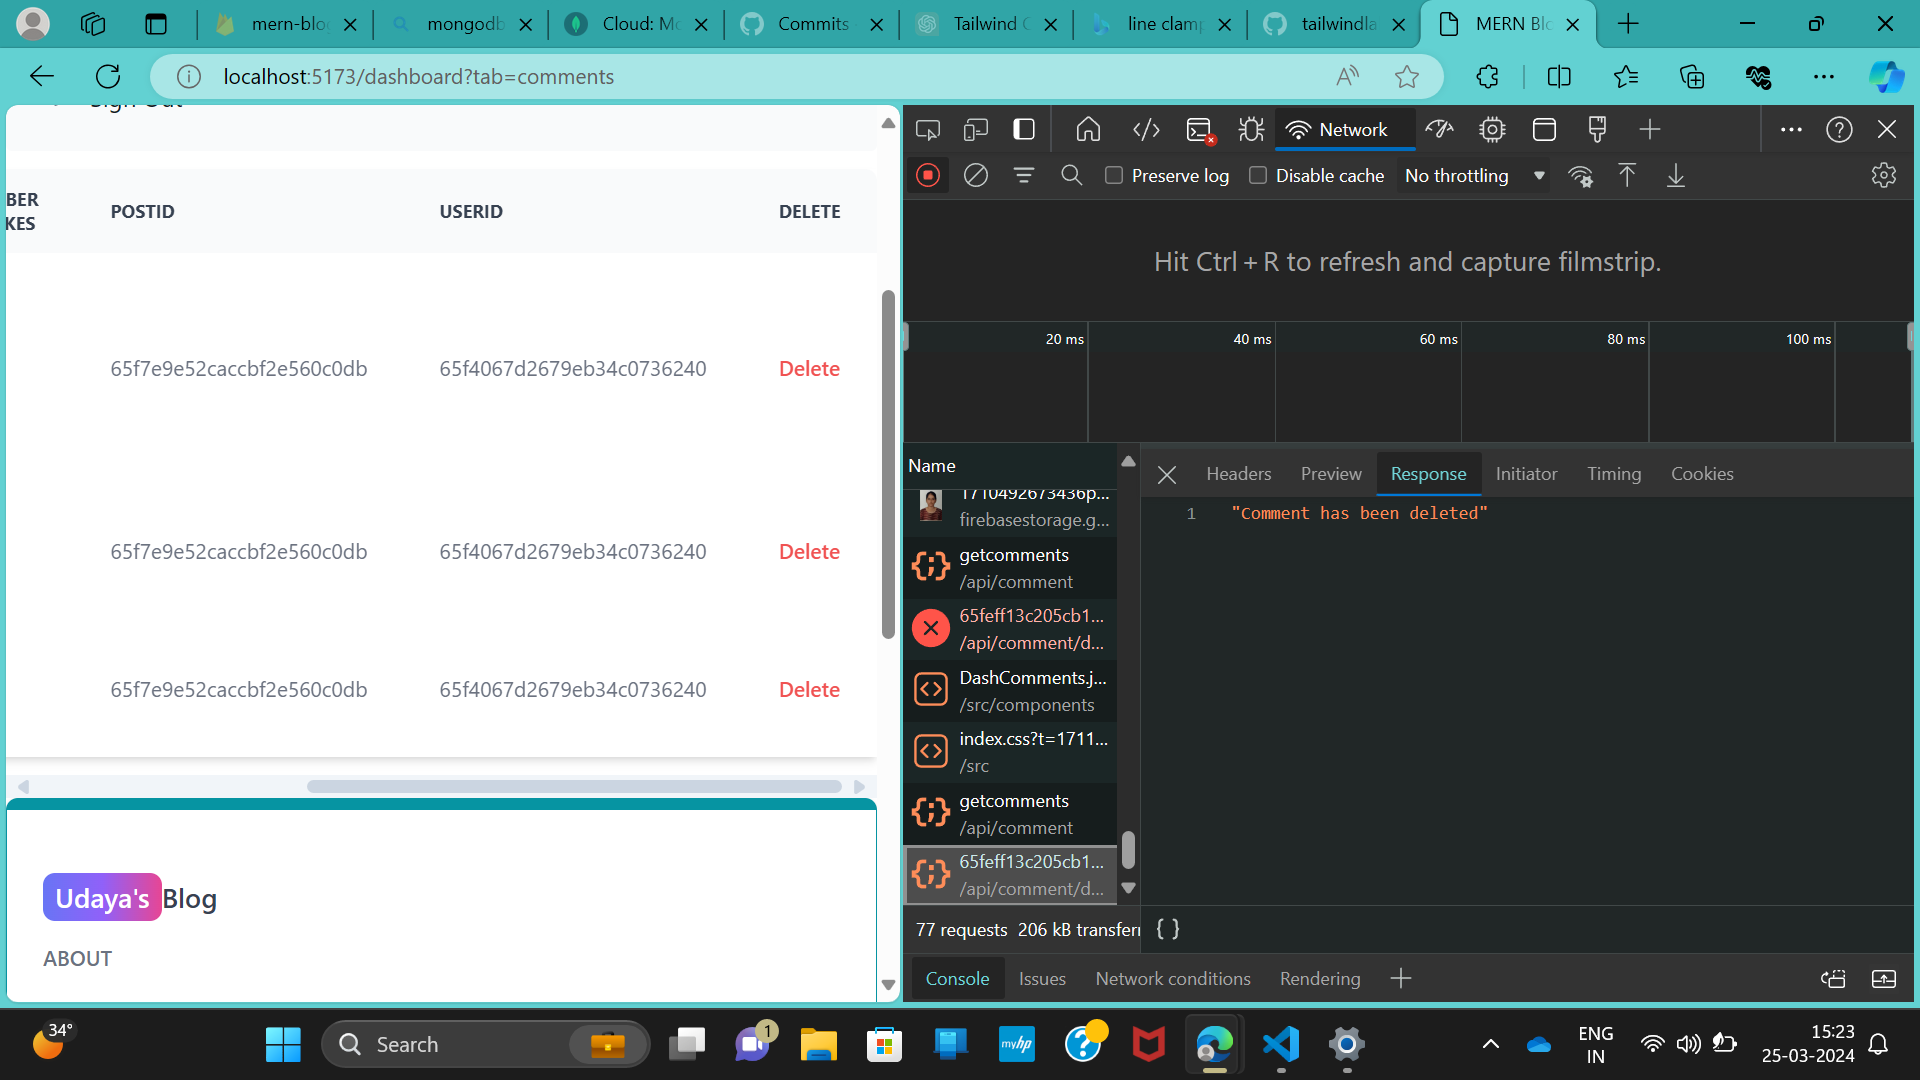 mern-blo
mongodb
Cloud: Mo
Commits
Tailwind C
line clamp
tailwindla
MERN Blo
localhost:5173/dashboard?tab=comments
Sign Out
BER
KES
POSTID
USERID
DELETE
65f7e9e52caccbf2e560c0db
65f4067d2679eb34c0736240
Delete
65f7e9e52caccbf2e560c0db
65f4067d2679eb34c0736240
Delete
65f7e9e52caccbf2e560c0db
65f4067d2679eb34c0736240
Delete
Udaya's Blog
ABOUT
Network
Preserve log
Disable cache
No throttling
Hit Ctrl + R to refresh and capture filmstrip.
20 ms
40 ms
60 ms
80 ms
100 ms
Name
1710492673436p...
firebasestorage.g...
getcomments
/api/comment
65feff13c205cb1...
/api/comment/d...
DashComments.j...
/src/components
index.css?t=1711...
/src
getcomments
/api/comment
65feff13c205cb1...
/api/comment/d...
77 requests 206 kB transferr
Headers
Preview
Response
Initiator
Timing
Cookies
1 "Comment has been deleted"
{ }
Console
Issues
Network conditions
Rendering
34°
Search
1
myhp
ENG
IN
15:23
25-03-2024